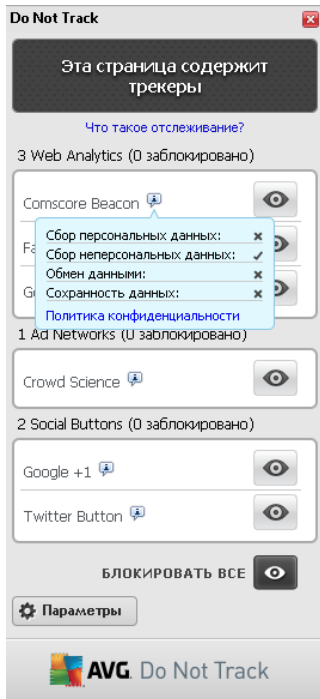 Do Not Track
Эта страница содержит
трекеры
Что такое отслеживание?
3 Web Analytics (0 заблокировано)
Comscore Beacon
Сбор персональных данных:
Сбор неперсональных данных:
Обмен данными:
Сохранность данных:
Политика конфиденциальности
1 Ad Networks (0 заблокировано)
Crowd Science
2 Social Buttons (0 заблокировано)
Google +1
Twitter Button
БЛОКИРОВАТЬ ВСЕ
Параметры
AVG. Do Not Track